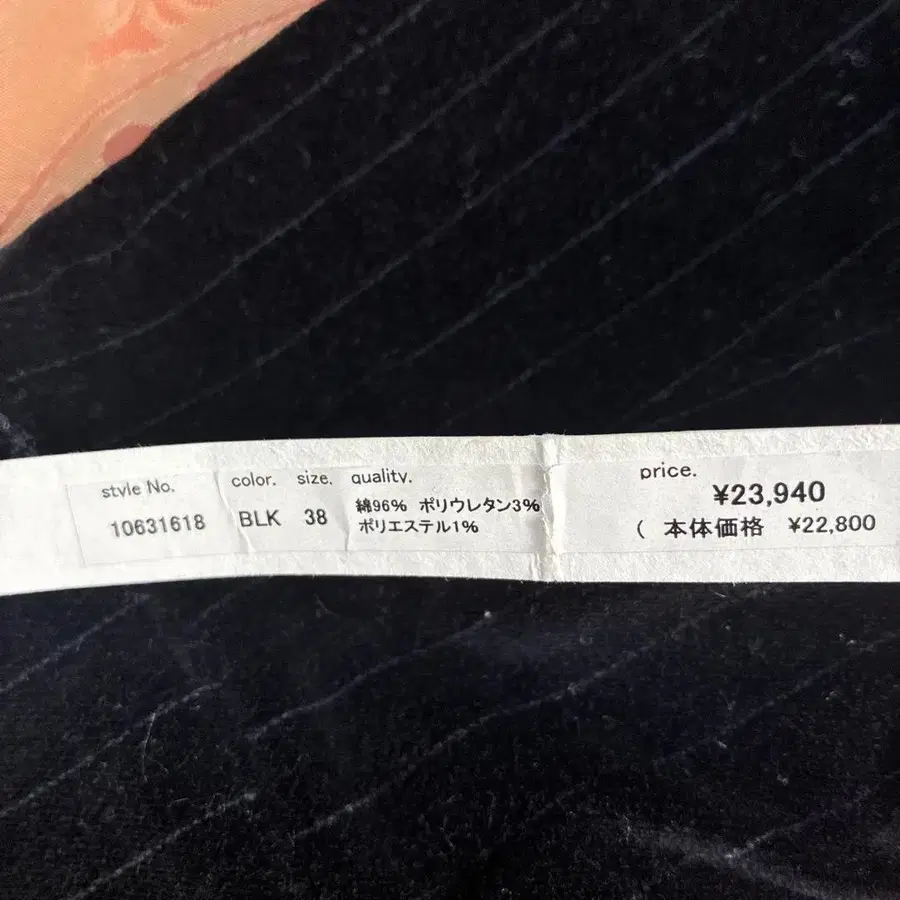 style No.
10631618
color.
BLK
size.
38
quality.
綿96% ポリウレタン3%
ポリエステル1%
price.
¥23,940
( 本体価格 ¥22,800